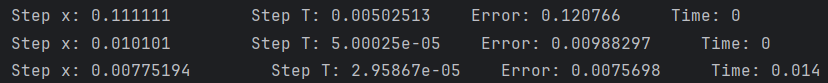 Step x: 0.111111 Step T: 0.00502513 Error: 0.120766 Time: 0
Step x: 0.010101 Step T: 5.00025e-05 Error: 0.00988297 Time: 0
Step x: 0.00775194 Step T: 2.95867e-05 Error: 0.0075698 Time: 0.014